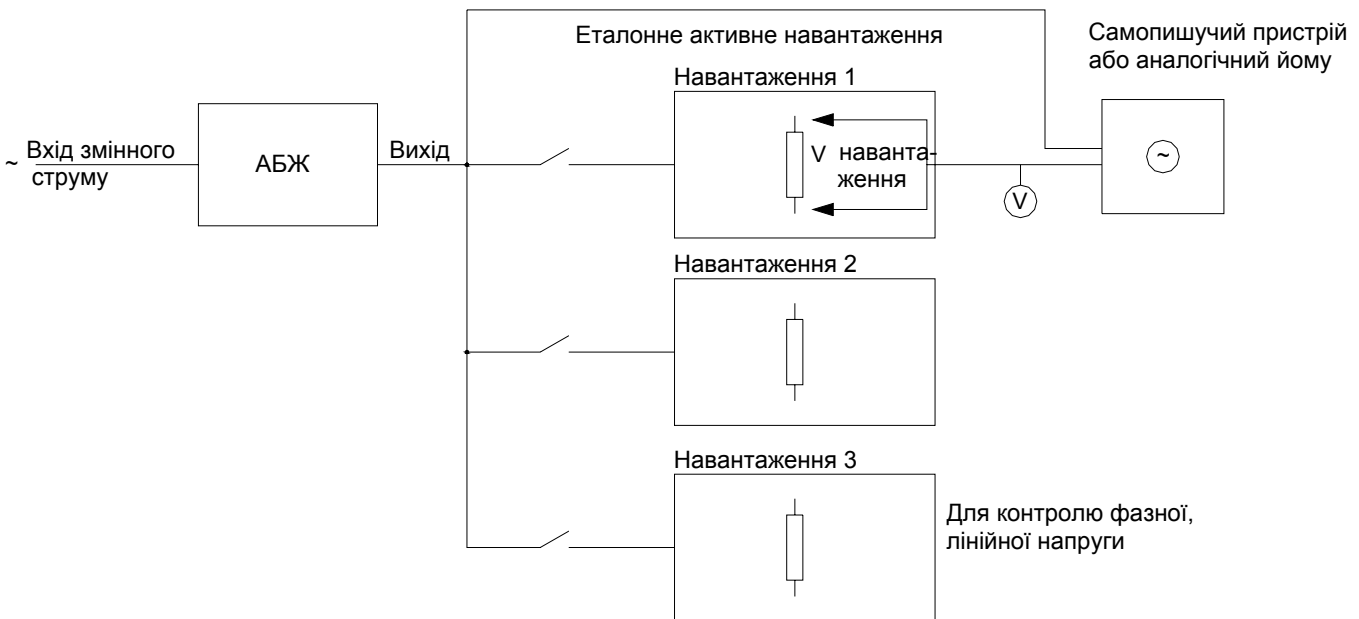 Еталонне активне навантаження
Самопишучий пристрій
або аналогічний йому
Навантаження 1
~ Вхід змінного
струму
АБЖ
Вихід
V наванта-
ження
V
~
Навантаження 2
Навантаження 3
Для контролю фазної,
лінійної напруги